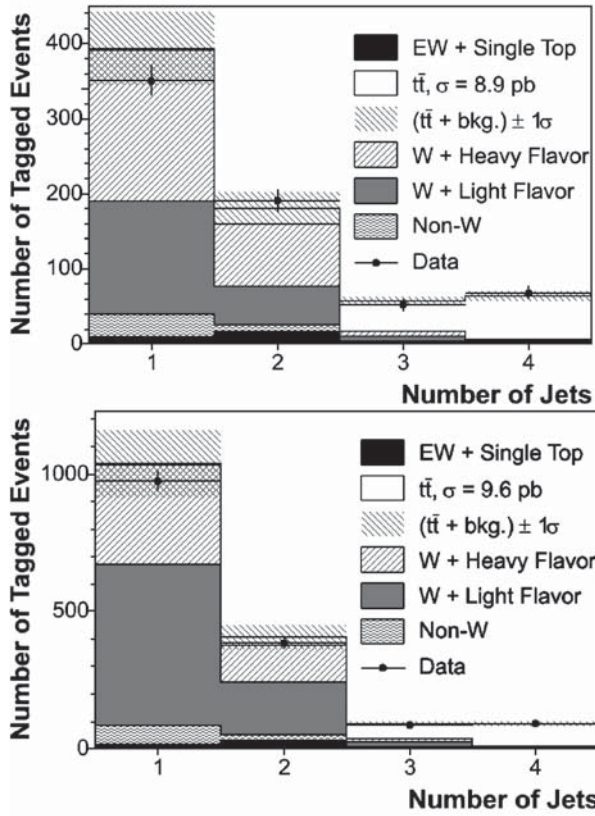 Number of Tagged Events
400
300
200
100
0
EW + Single Top
tt̄, σ = 8.9 pb
(tt̄ + bkg.) ± 1σ
W + Heavy Flavor
W + Light Flavor
Non-W
Data
1 2 3 4
Number of Jets
Number of Tagged Events
1000
500
0
EW + Single Top
tt̄, σ = 9.6 pb
(tt̄ + bkg.) ± 1σ
W + Heavy Flavor
W + Light Flavor
Non-W
Data
1 2 3 4
Number of Jets